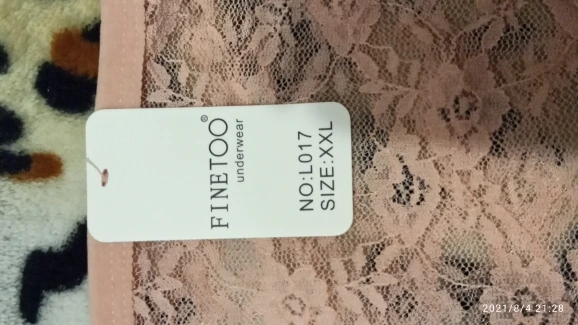 FINETOO®
underwear
NO:L017
SIZE:XXL
2021/8/4 21:28